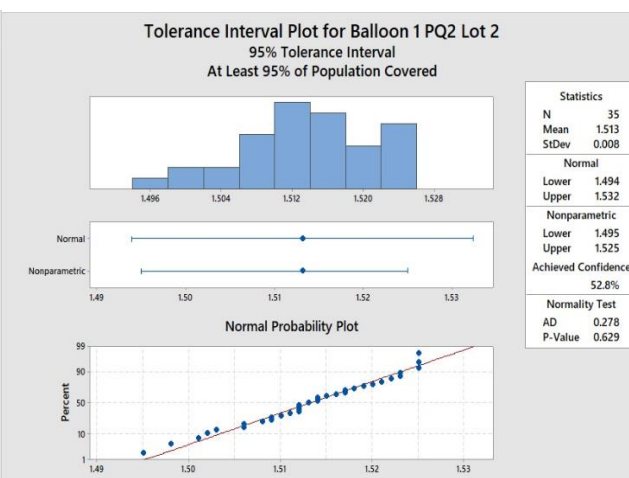 Tolerance Interval Plot for Balloon 1 PQ2 Lot 2
95% Tolerance Interval
At Least 95% of Population Covered
1.496 1.504 1.512 1.520 1.528
Normal
Nonparametric
1.49 1.50 1.51 1.52 1.53
Normal Probability Plot
Percent
99
90
50
10
1
1.49 1.50 1.51 1.52 1.53
Statistics
N 35
Mean 1.513
StDev 0.008
Normal
Lower 1.494
Upper 1.532
Nonparametric
Lower 1.495
Upper 1.525
Achieved Confidence
52.8%
Normality Test
AD 0.278
P-Value 0.629